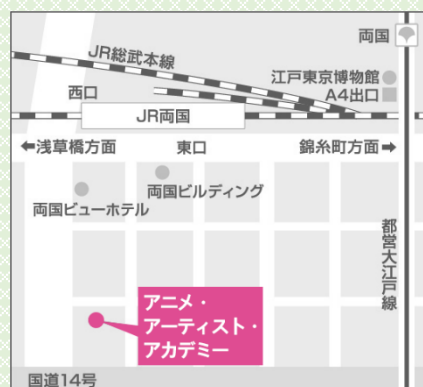 両国
JR総武本線
江戸東京博物館
A4出口
西口
JR両国
←浅草橋方面
東口
錦糸町方面→
両国ビルディング
両国ビューホテル
都営大江戸線
アニメ・
アーティスト・
アカデミー
国道14号